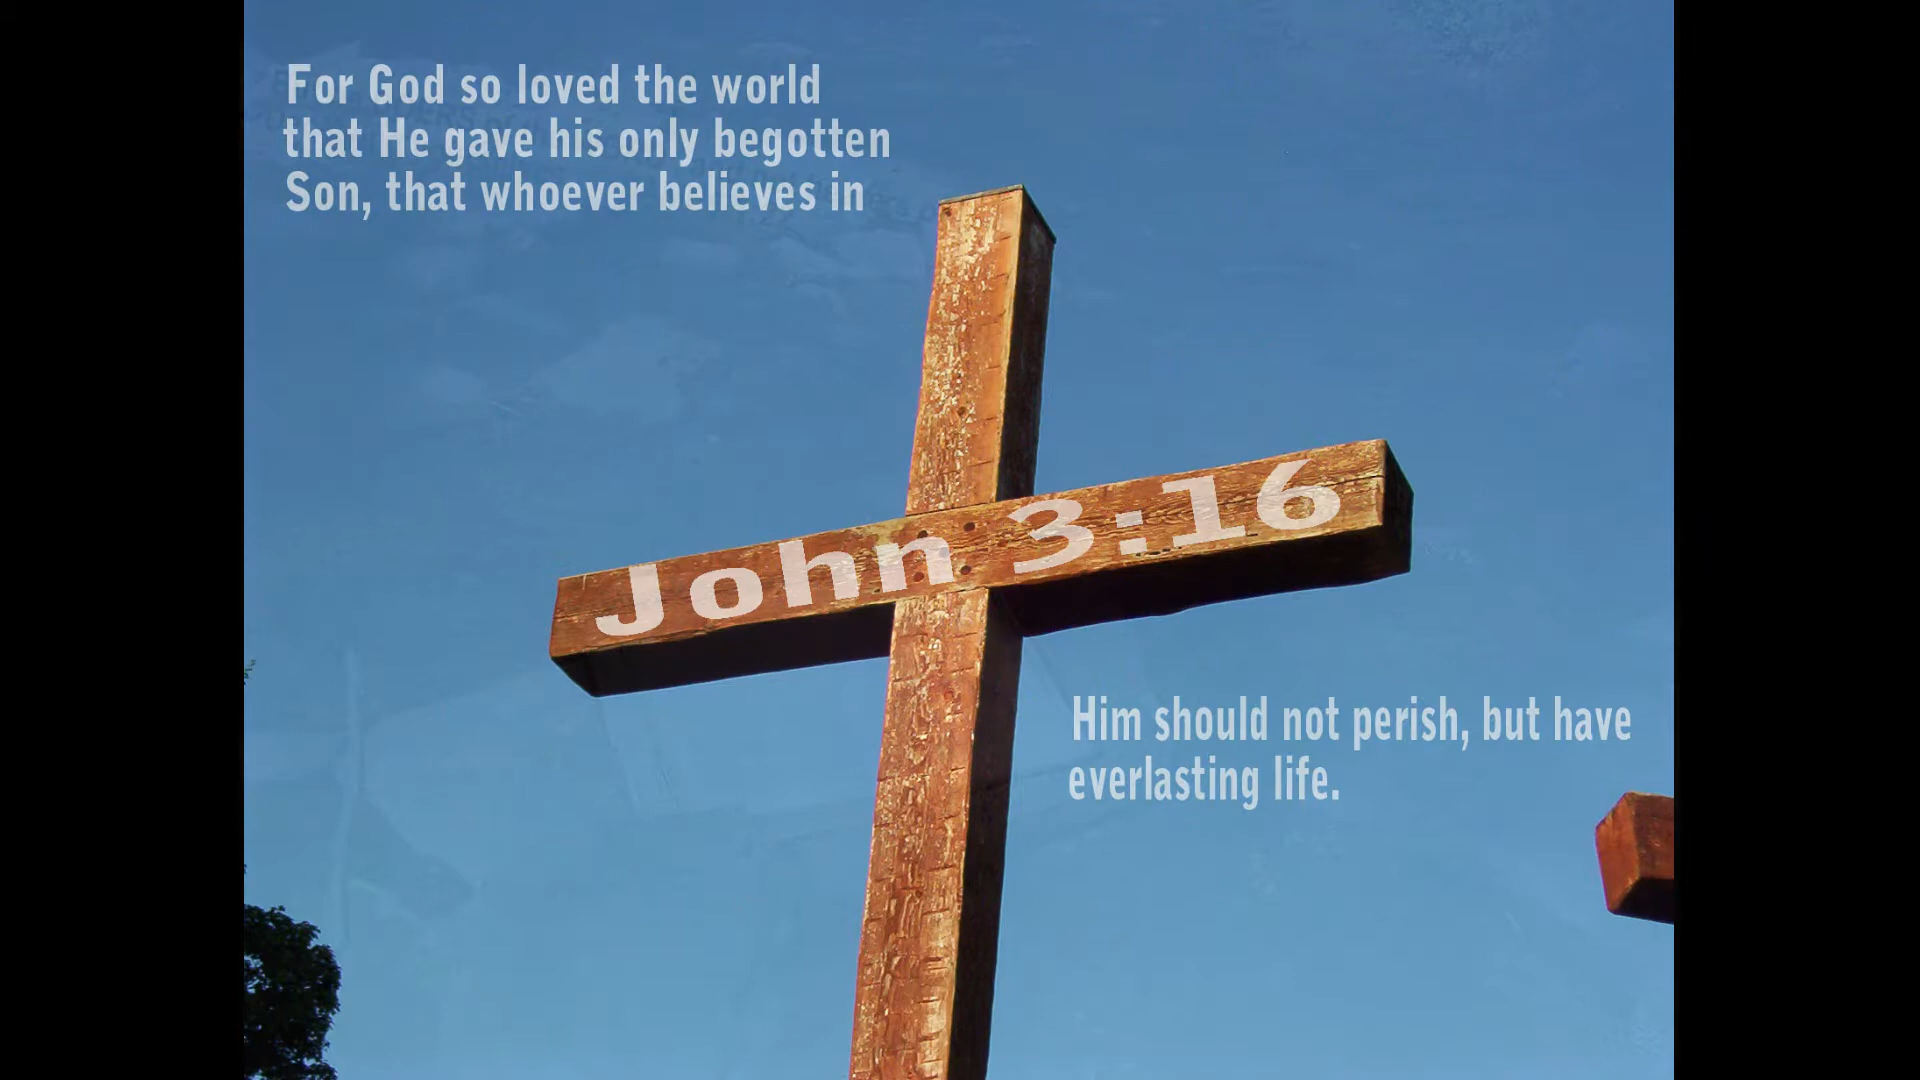 For God so loved the world
that He gave his only begotten
Son, that whoever believes in
John 3:16
Him should not perish, but have
everlasting life.